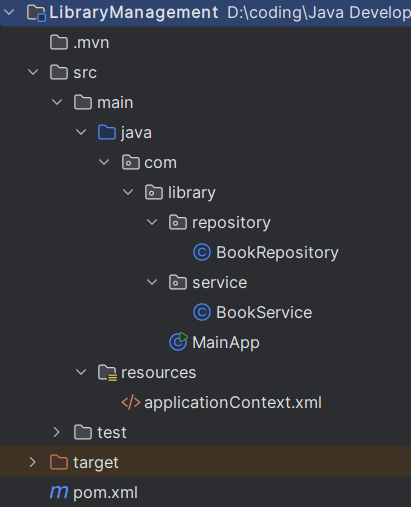 LibraryManagement D:\coding\Java Develop
.mvn
src
main
java
com
library
repository
BookRepository
service
BookService
MainApp
resources
applicationContext.xml
test
target
pom.xml